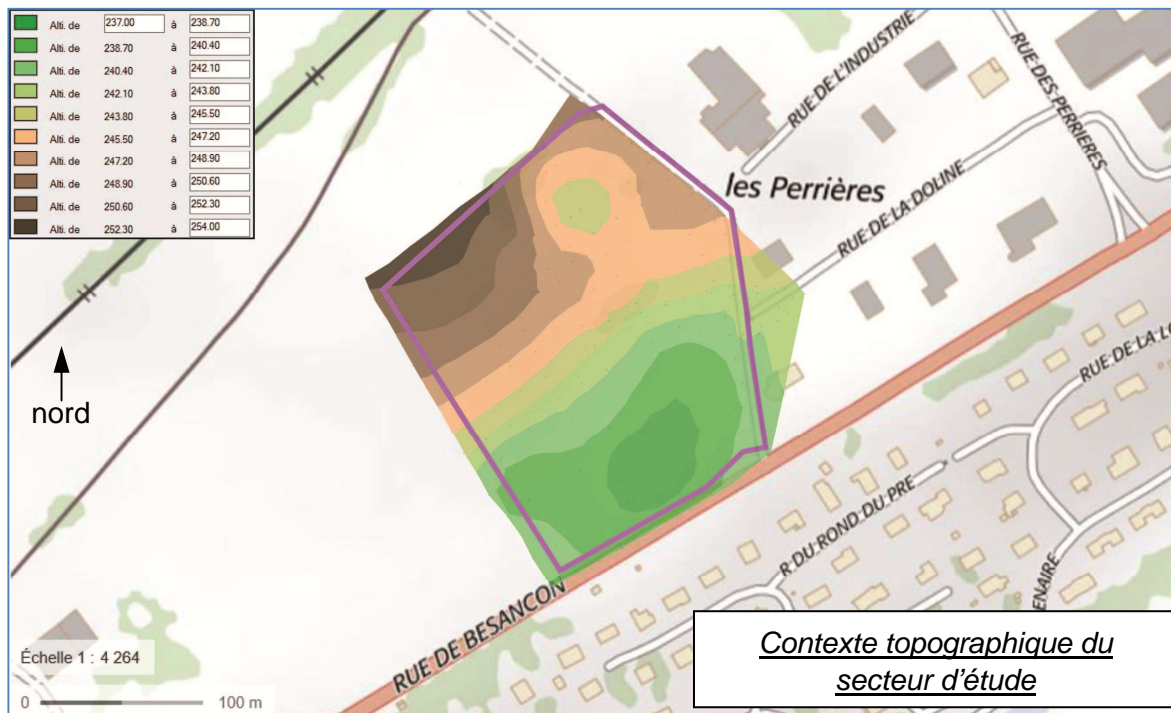 Alti. de 237.00 à 238.70
Alti. de 238.70 à 240.40
Alti. de 240.40 à 242.10
Alti. de 242.10 à 243.80
Alti. de 243.80 à 245.50
Alti. de 245.50 à 247.20
Alti. de 247.20 à 248.90
Alti. de 248.90 à 250.60
Alti. de 250.60 à 252.30
Alti. de 252.30 à 254.00
RUE DE L'INDUSTRIE
RUE DES PERRIERES
les Perrières
RUE DE LA DOLINE
nord
RUE DE LA LO
R DU ROND DU PRE
ENAIRE
RUE DE BESANCON
Échelle 1 : 4 264
0 100 m
Contexte topographique du
secteur d'étude